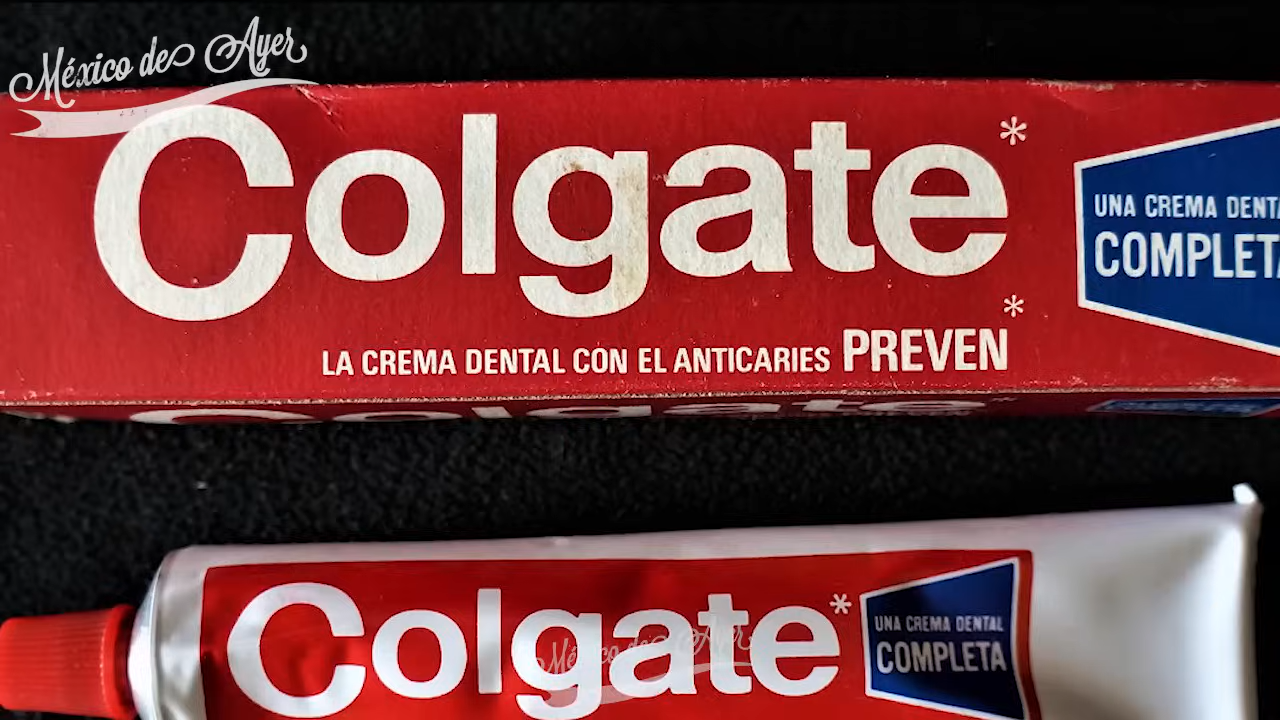 México de Ayer
Colgate*
UNA CREMA DENTA
COMPLETA
*
LA CREMA DENTAL CON EL ANTICARIES PREVEN
Colgate*
Colgate*
UNA CREMA DENTAL
COMPLETA
México de Ayer